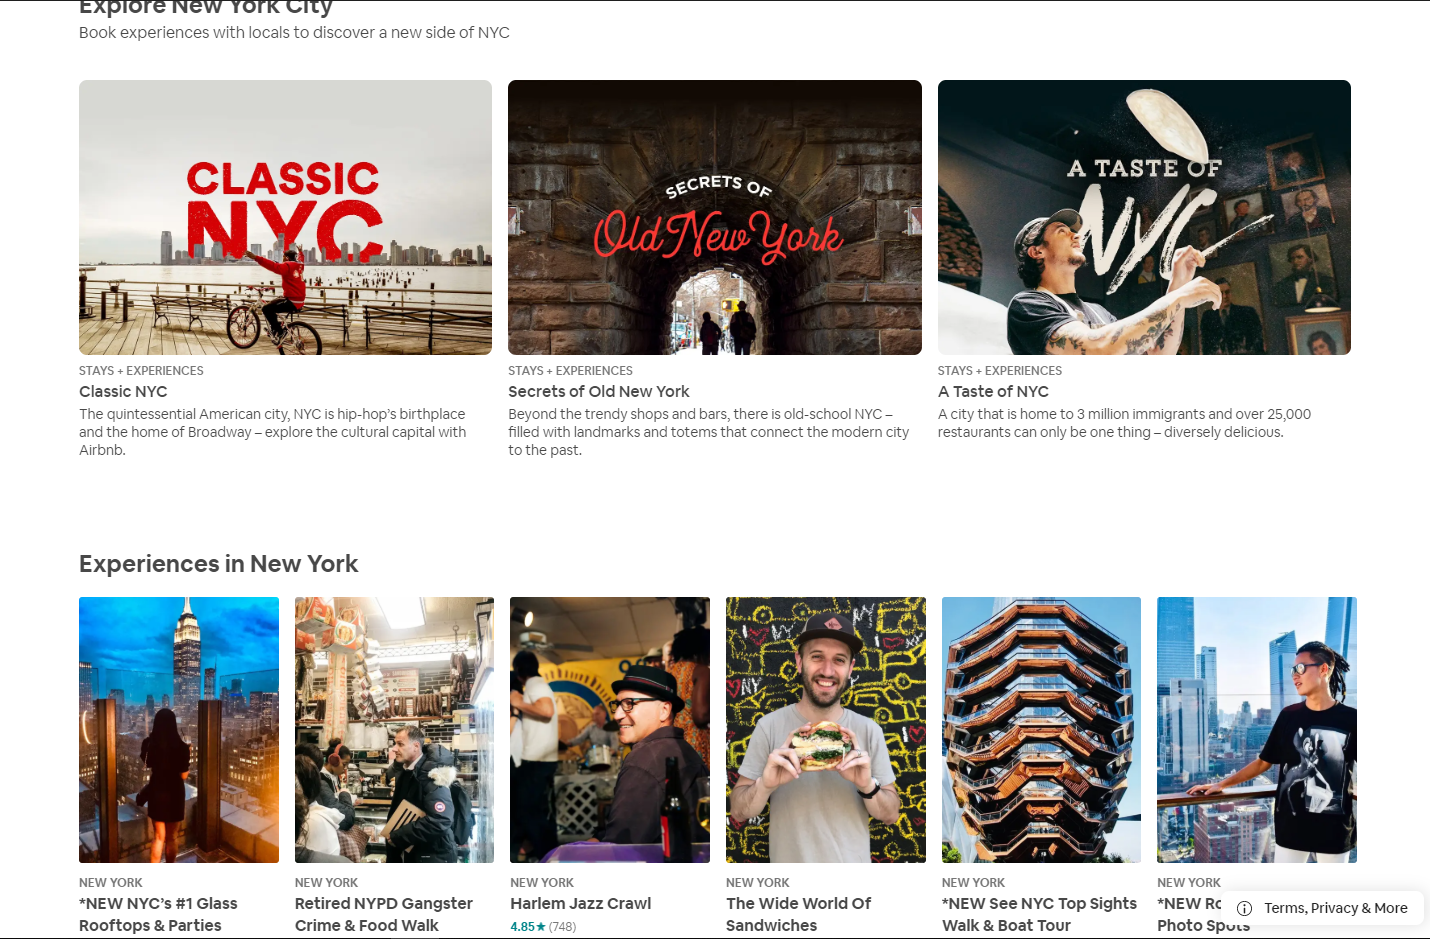 Explore New York City
Book experiences with locals to discover a new side of NYC
CLASSIC
NYC
SECRETS OF
Old New York
A TASTE OF
NYC
STAYS + EXPERIENCES
Classic NYC
The quintessential American city, NYC is hip-hop’s birthplace
and the home of Broadway – explore the cultural capital with
Airbnb.
STAYS + EXPERIENCES
Secrets of Old New York
Beyond the trendy shops and bars, there is old-school NYC –
filled with landmarks and totems that connect the modern city
to the past.
STAYS + EXPERIENCES
A Taste of NYC
A city that is home to 3 million immigrants and over 25,000
restaurants can only be one thing – diversely delicious.
Experiences in New York
NEW YORK
*NEW NYC’s #1 Glass
Rooftops & Parties
NEW YORK
Retired NYPD Gangster
Crime & Food Walk
NEW YORK
Harlem Jazz Crawl
4.85★ (748)
NEW YORK
The Wide World Of
Sandwiches
NEW YORK
*NEW See NYC Top Sights
Walk & Boat Tour
NEW YORK
*NEW
Photo Spots
Terms, Privacy & More